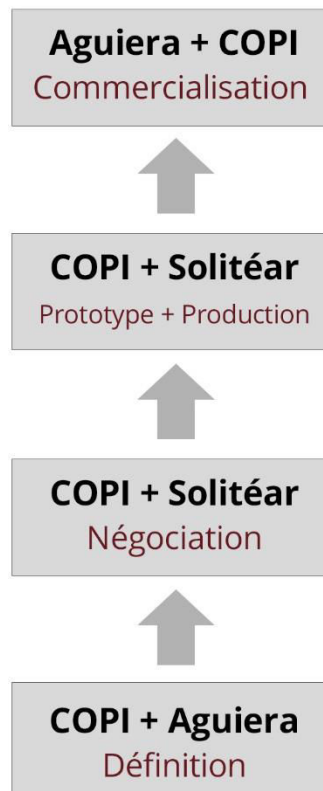 Aguiera + COPI
Commercialisation
COPI + Solitéar
Prototype + Production
COPI + Solitéar
Négociation
COPI + Aguiera
Définition